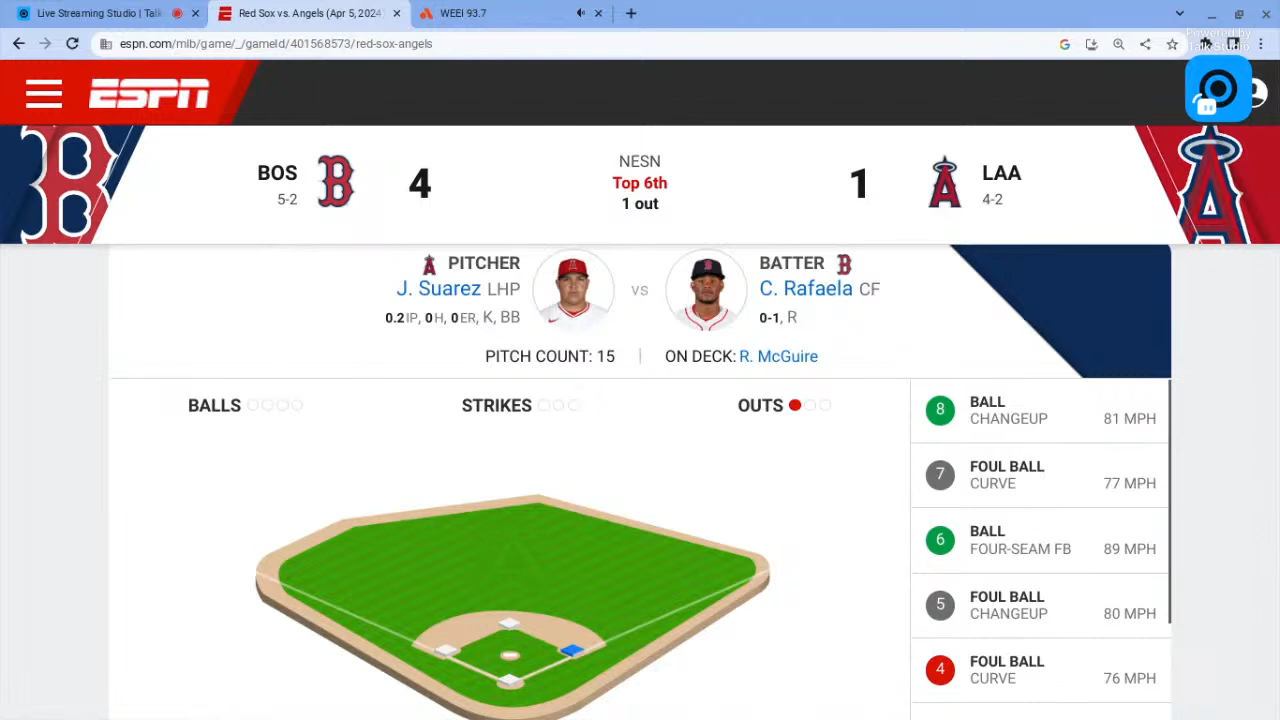 Live Streaming Studio | Talk
Red Sox vs. Angels (Apr 5, 2024
WEEI 93.7
espn.com/mlb/game/_/gameId/401568573/red-sox-angels
Powered by
TalkStudio
ESPN
BOS
5-2
4
NESN
Top 6th
1 out
1
LAA
4-2
PITCHER
J. Suarez LHP
0.2 IP, 0 H, 0 ER, K, BB
VS
BATTER
C. Rafaela CF
0-1, R
PITCH COUNT: 15
ON DECK: R. McGuire
BALLS
STRIKES
OUTS
8 BALL
CHANGEUP 81 MPH
7 FOUL BALL
CURVE 77 MPH
6 BALL
FOUR-SEAM FB 89 MPH
5 FOUL BALL
CHANGEUP 80 MPH
4 FOUL BALL
CURVE 76 MPH